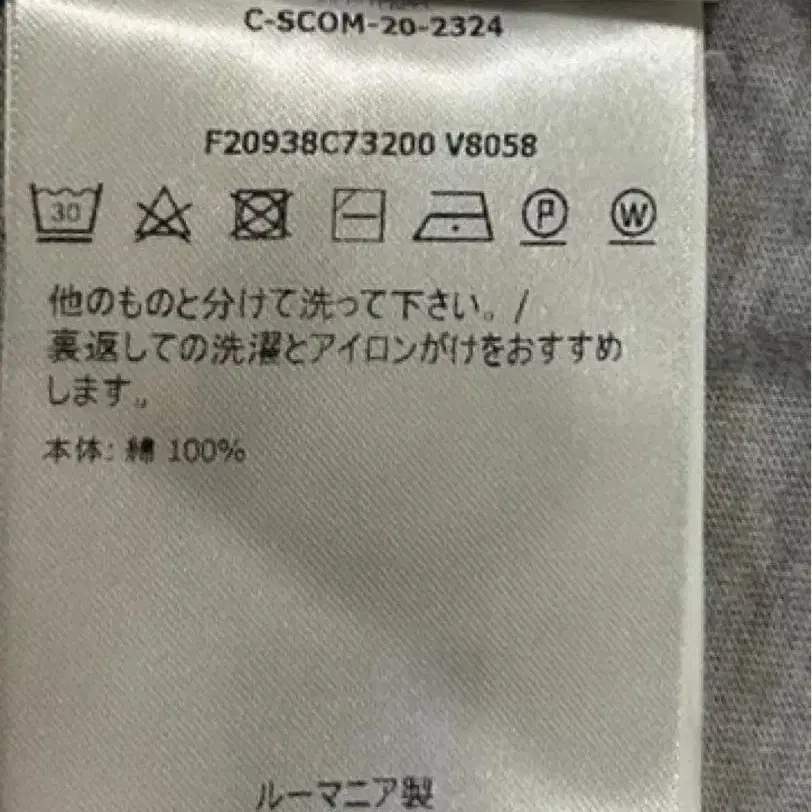 C-SCOM-20-2324
F20938C73200 V8058
30 P W
他のものと分けて洗って下さい。/
裏返しての洗濯とアイロンがけをおすすめ
します。
本体: 綿 100%
ルーマニア製